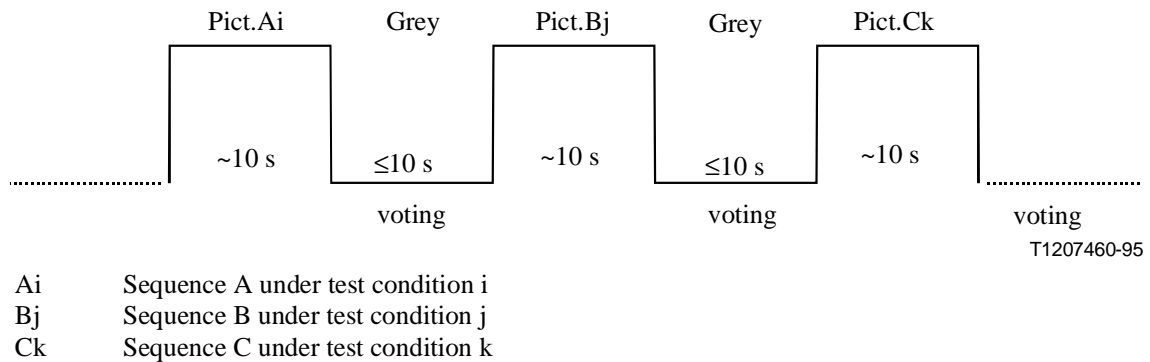 Pict.Ai Grey Pict.Bj Grey Pict.Ck
~10 s ≤10 s ~10 s ≤10 s ~10 s
voting voting voting
T1207460-95
Ai Sequence A under test condition i
Bj Sequence B under test condition j
Ck Sequence C under test condition k